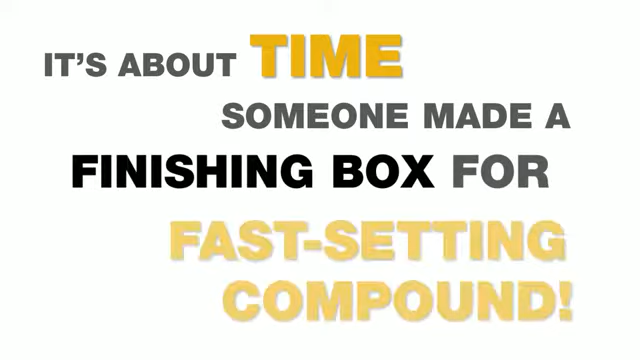 IT'S ABOUT TIME
SOMEONE MADE A
FINISHING BOX FOR
FAST-SETTING
COMPOUND!